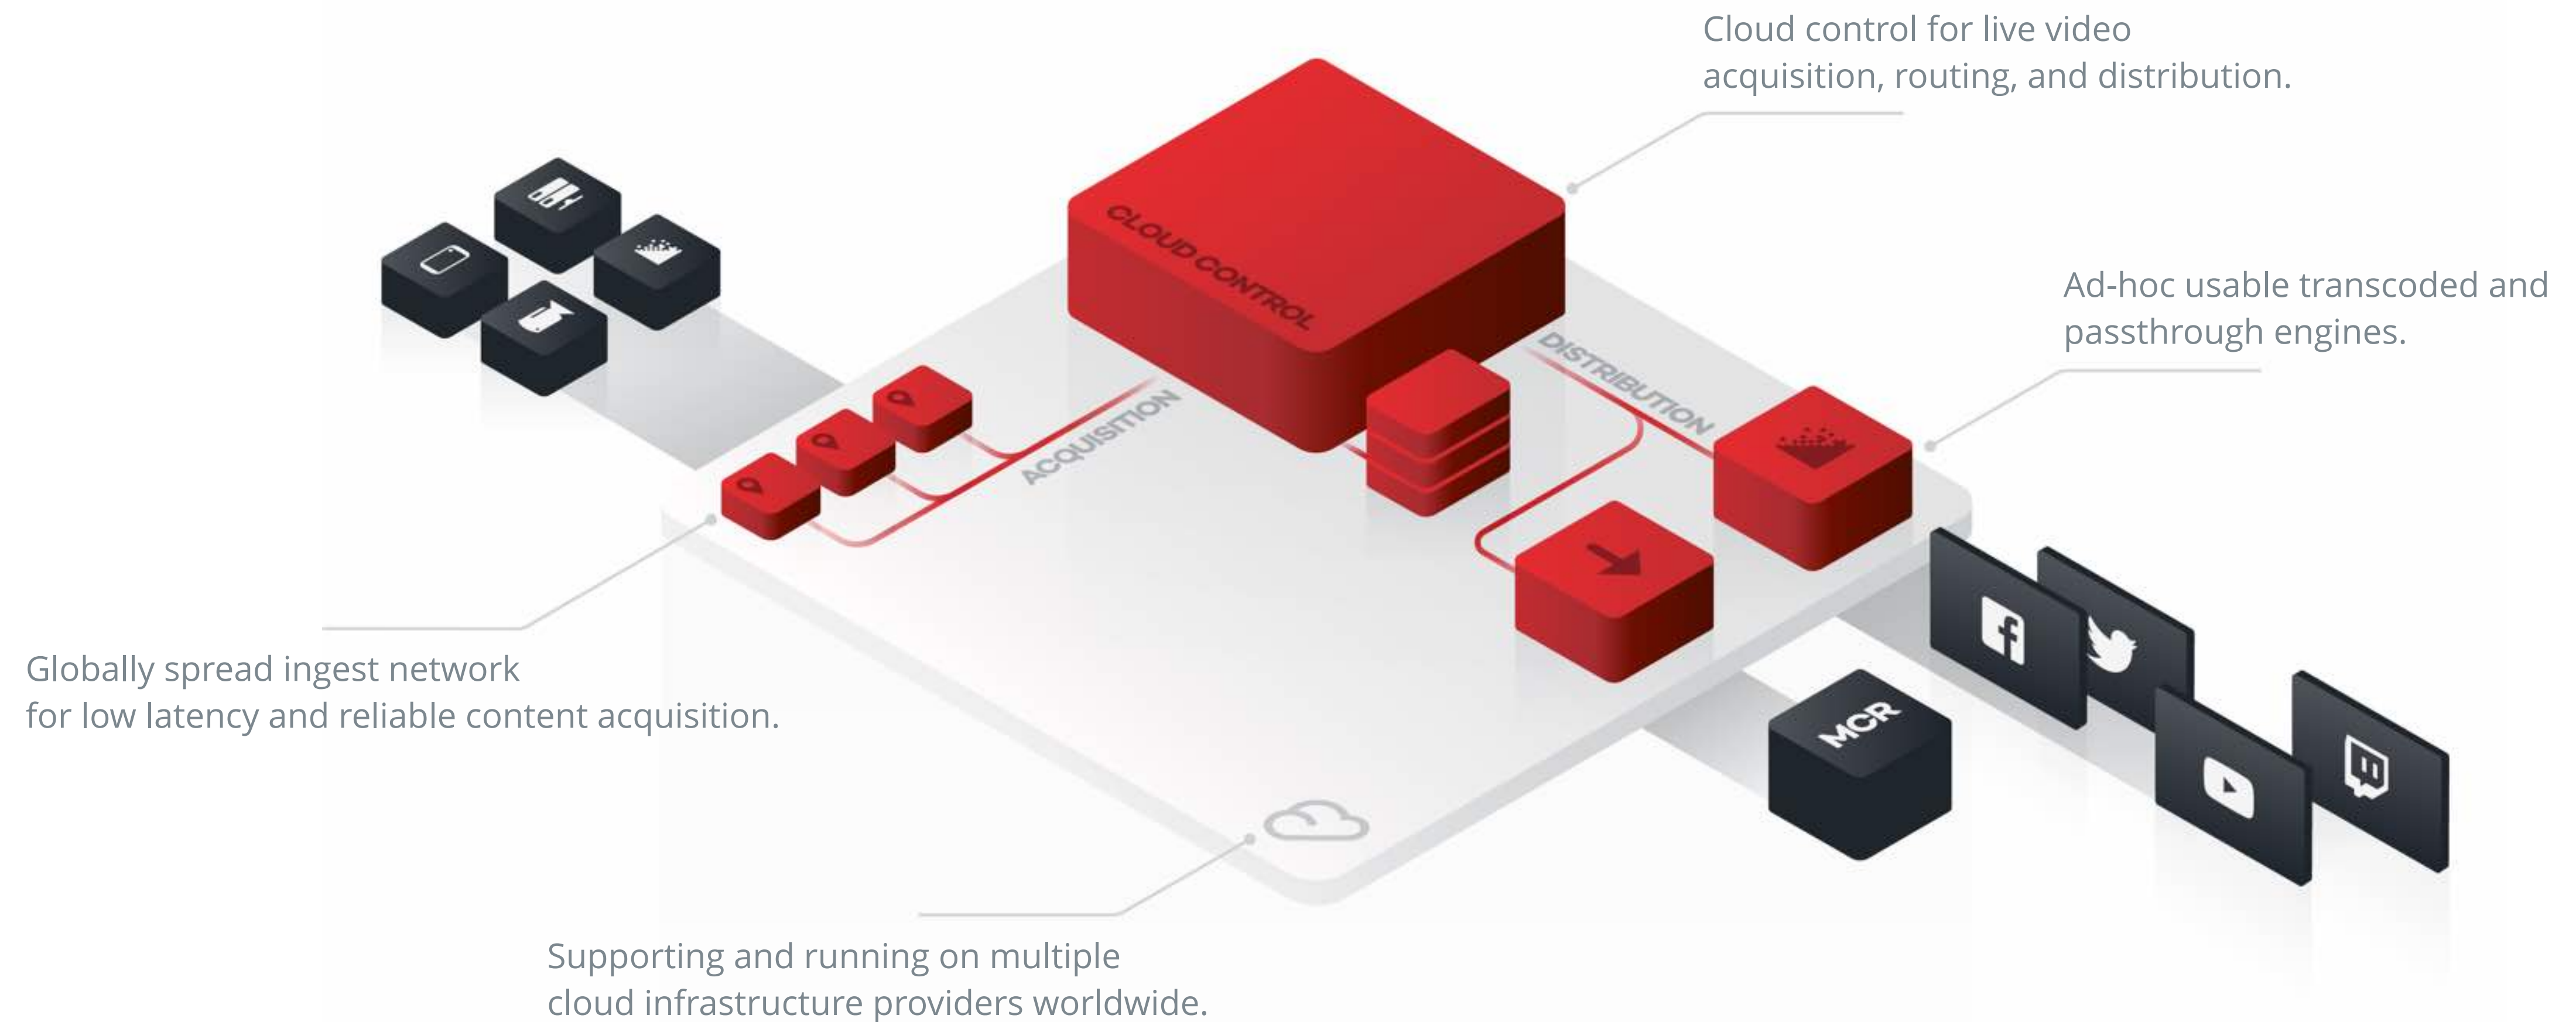 Cloud control for live video
acquisition, routing, and distribution.
CLOUD CONTROL
Ad-hoc usable transcoded and
passthrough engines.
DISTRIBUTION
ACQUISITION
Globally spread ingest network
for low latency and reliable content acquisition.
MCR
Supporting and running on multiple
cloud infrastructure providers worldwide.